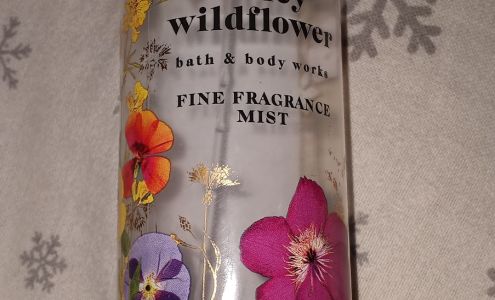 wildflower
bath & body works
FINE FRAGRANCE
MIST